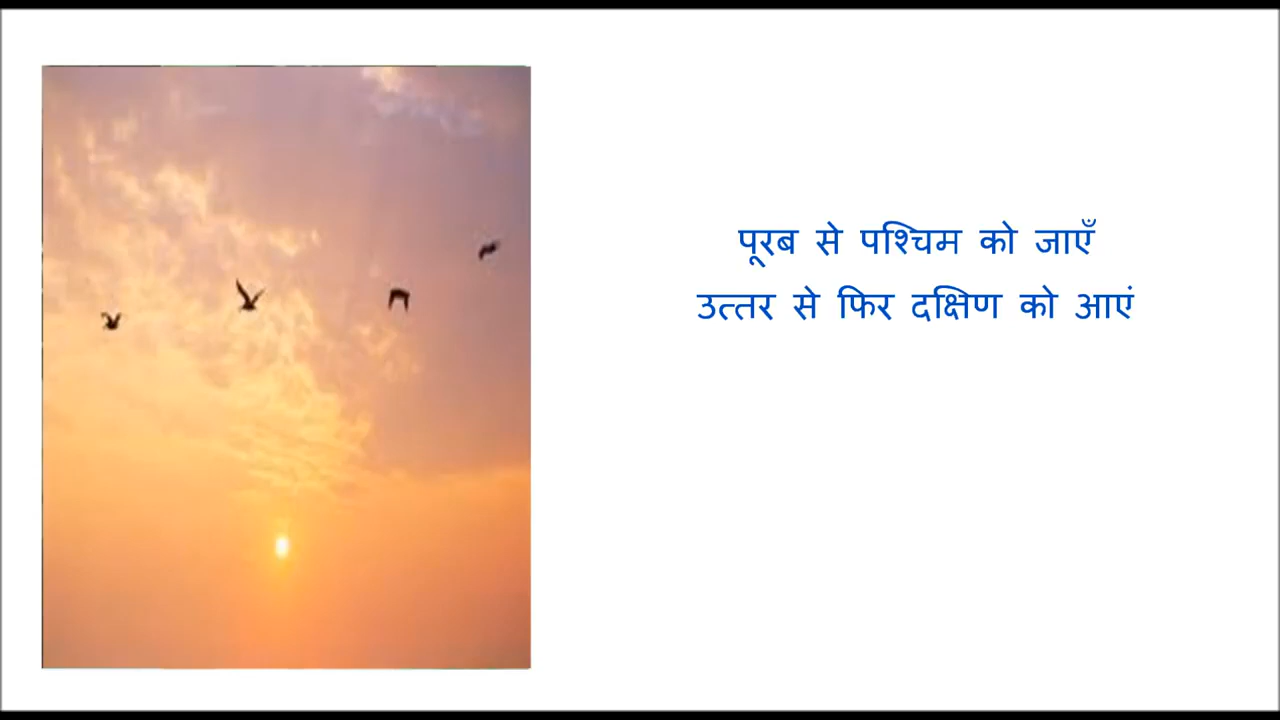 पूरब से पश्चिम को जाएँ
उत्तर से फिर दक्षिण को आएं